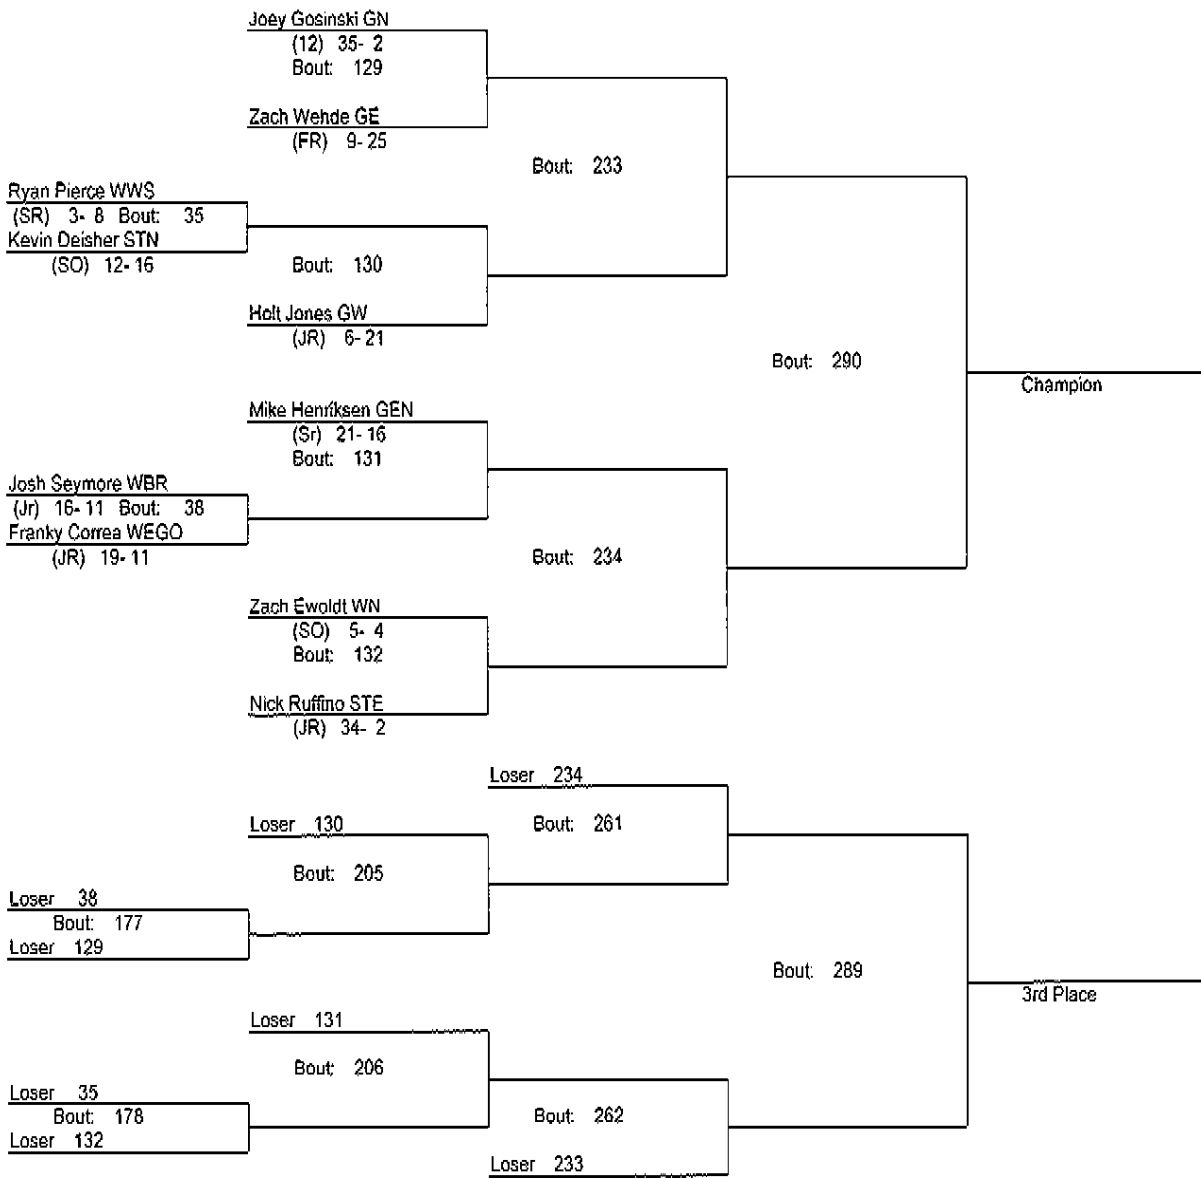 Joey Gosinski GN
(12) 35- 2
Bout: 129
Zach Wehde GE
(FR) 9- 25
Bout: 233
Ryan Pierce WWS
(SR) 3- 8 Bout: 35
Kevin Deisher STN
(SO) 12- 16
Bout: 130
Holt Jones GW
(JR) 6- 21
Bout: 290
Champion
Mike Henriksen GEN
(Sr) 21- 16
Bout: 131
Josh Seymore WBR
(Jr) 16- 11 Bout: 38
Franky Correa WEGO
(JR) 19- 11
Bout: 234
Zach Ewoldt WN
(SO) 5- 4
Bout: 132
Nick Ruffino STE
(JR) 34- 2
Loser 234
Bout: 261
Loser 130
Bout: 205
Loser 38
Bout: 177
Loser 129
Bout: 289
3rd Place
Loser 131
Bout: 206
Loser 35
Bout: 178
Loser 132
Bout: 262
Loser 233